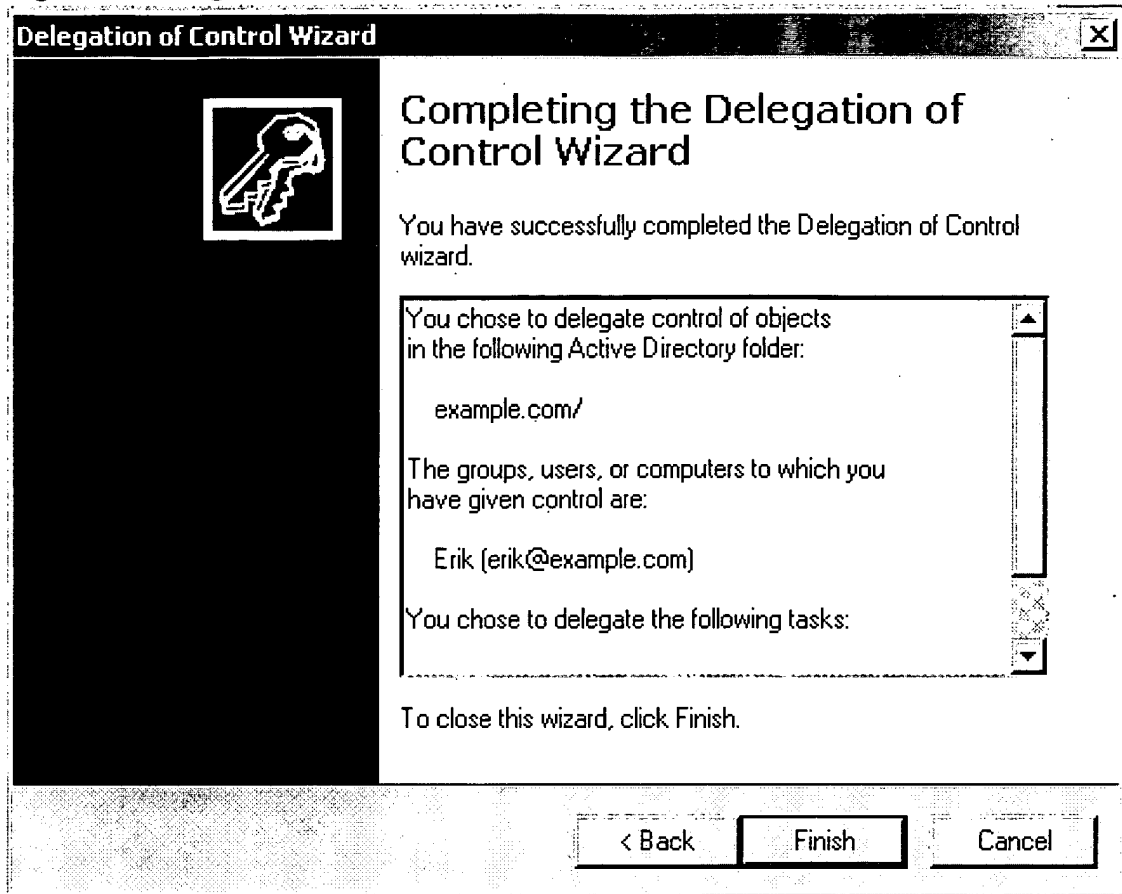 Delegation of Control Wizard
Completing the Delegation of
Control Wizard
You have successfully completed the Delegation of Control
wizard.
You chose to delegate control of objects
in the following Active Directory folder:
example.com/
The groups, users, or computers to which you
have given control are:
Erik (erik@example.com)
You chose to delegate the following tasks:
To close this wizard, click Finish.
< Back Finish Cancel